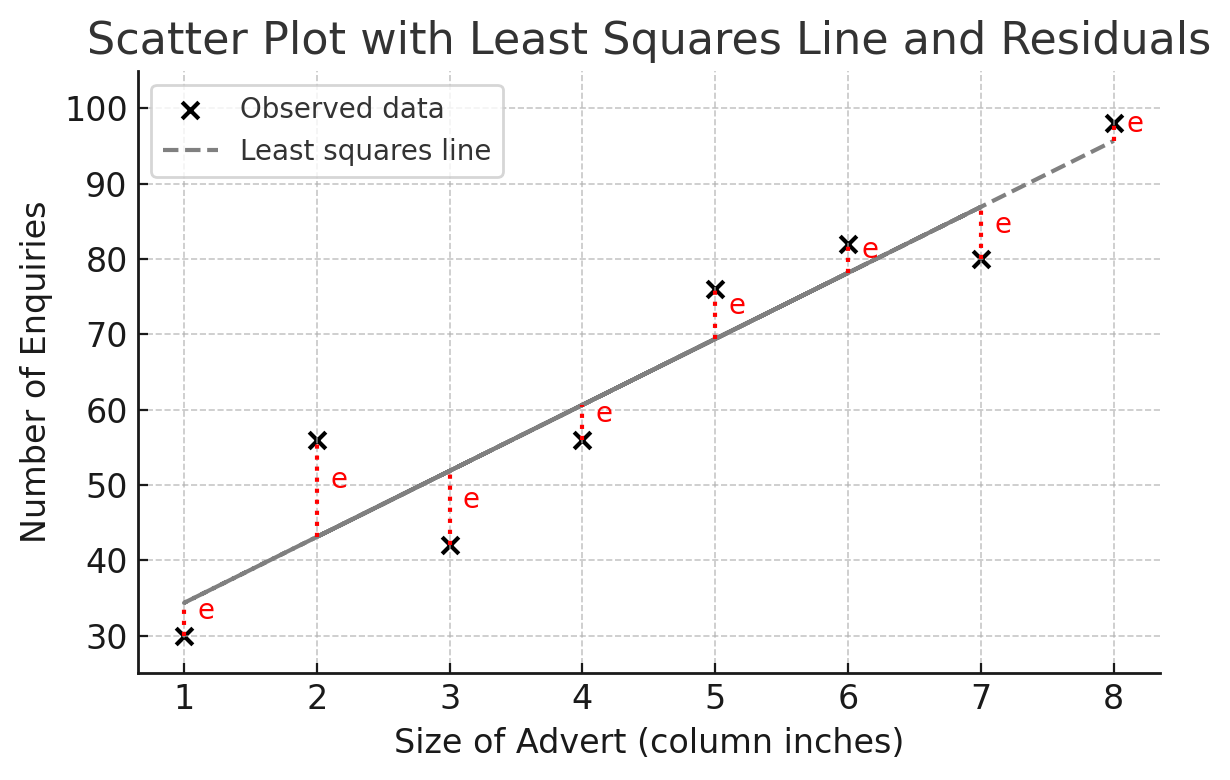 Scatter Plot with Least Squares Line and Residuals
Observed data
Least squares line
Number of Enquiries
100
90
80
70
60
50
40
30
e
e
e
e
e
e
e
e
1 2 3 4 5 6 7 8
Size of Advert (column inches)